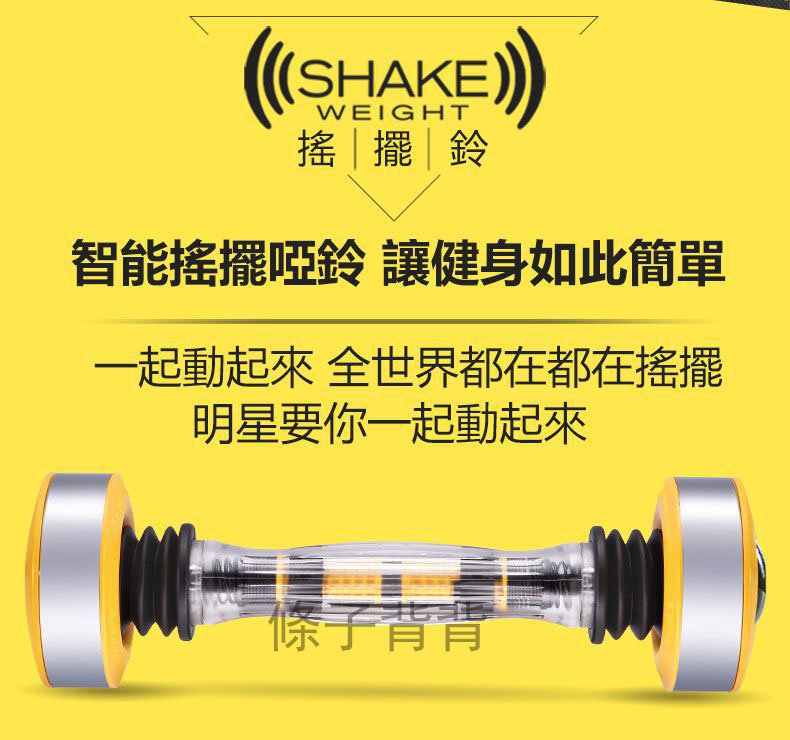 SHAKE
WEIGHT
搖|擺|鈴
智能搖擺啞鈴 讓健身如此簡單
一起動起來 全世界都在都在搖擺
明星要你一起動起來
條子背背